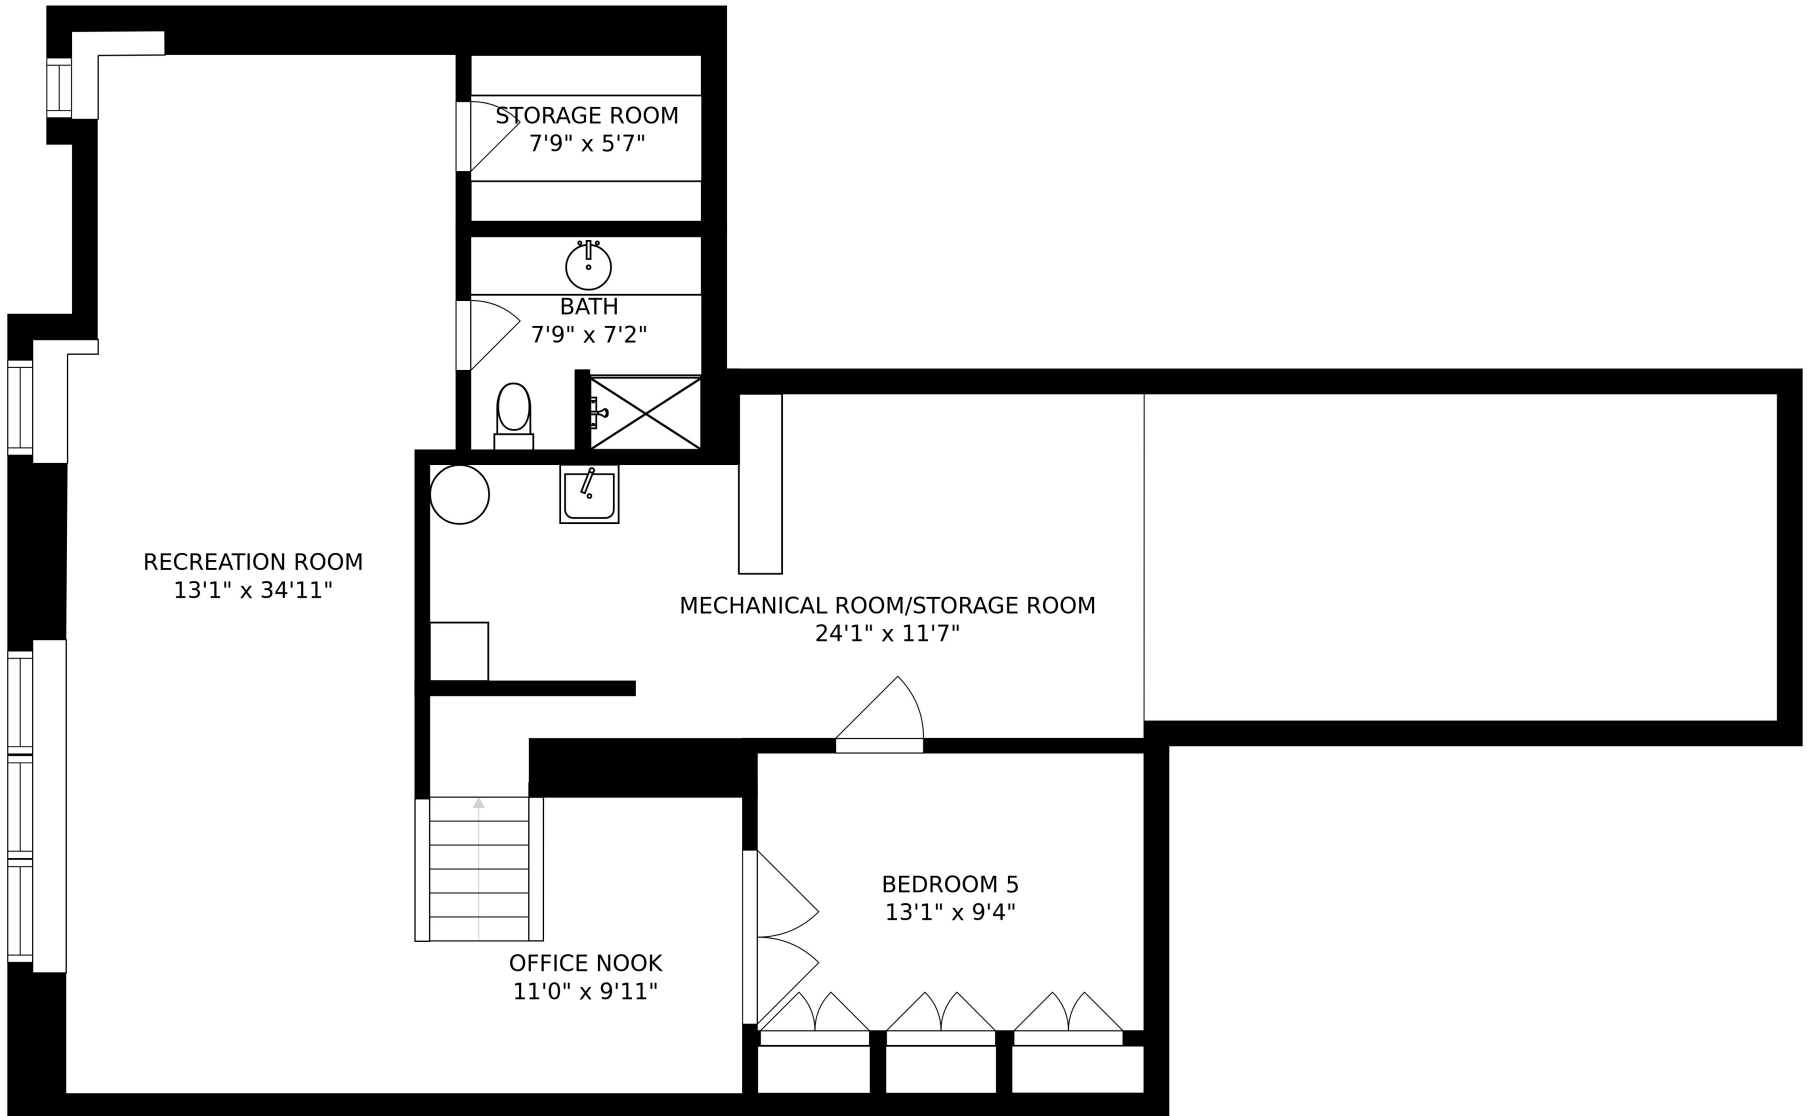 STORAGE ROOM
7'9" x 5'7"
BATH
7'9" x 7'2"
RECREATION ROOM
13'1" x 34'11"
MECHANICAL ROOM/STORAGE ROOM
24'1" x 11'7"
BEDROOM 5
13'1" x 9'4"
OFFICE NOOK
11'0" x 9'11"